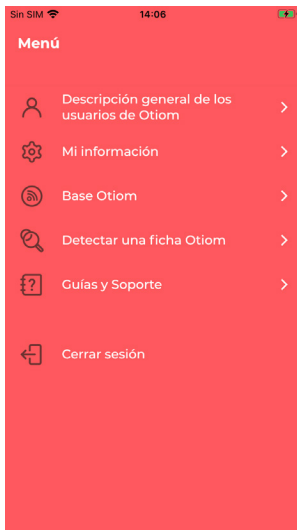 Sin SIM 14:06
Menú
Descripción general de los
usuarios de Otiom
Mi información
Base Otiom
Detectar una ficha Otiom
Guías y Soporte
Cerrar sesión